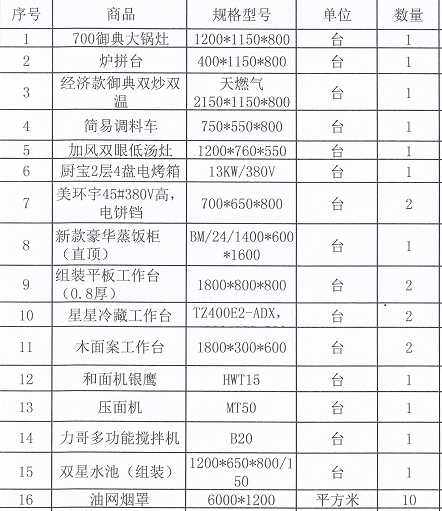 序号 商品 规格型号 单位 数量
1 700御典大锅灶 1200*1150*800 台 1
2 炉拼台 400*1150*800 台 1
3 经济款御典双炒双温 天燃气 2150*1150*800 台 1
4 简易调料车 750*550*800 台 1
5 加风双眼低汤灶 1200*760*550 台 1
6 厨宝2层4盘电烤箱 13KW/380V 台 1
7 美环宇45#380V高,电饼铛 700*650*800 台 2
8 新款豪华蒸饭柜(直顶) BM/24/1400*600*1600 台 1
9 组装平板工作台(0.8厚) 1800*800*800 台 2
10 星星冷藏工作台 TZ400E2-ADX, 台 2
11 木面案工作台 1800*300*600 台 2
12 和面机银鹰 HWT15 台 1
13 压面机 MT50 台 1
14 力哥多功能搅拌机 B20 台 1
15 双星水池(组装) 1200*650*800/150 台 1
16 油网烟罩 6000*1200 平方米 10